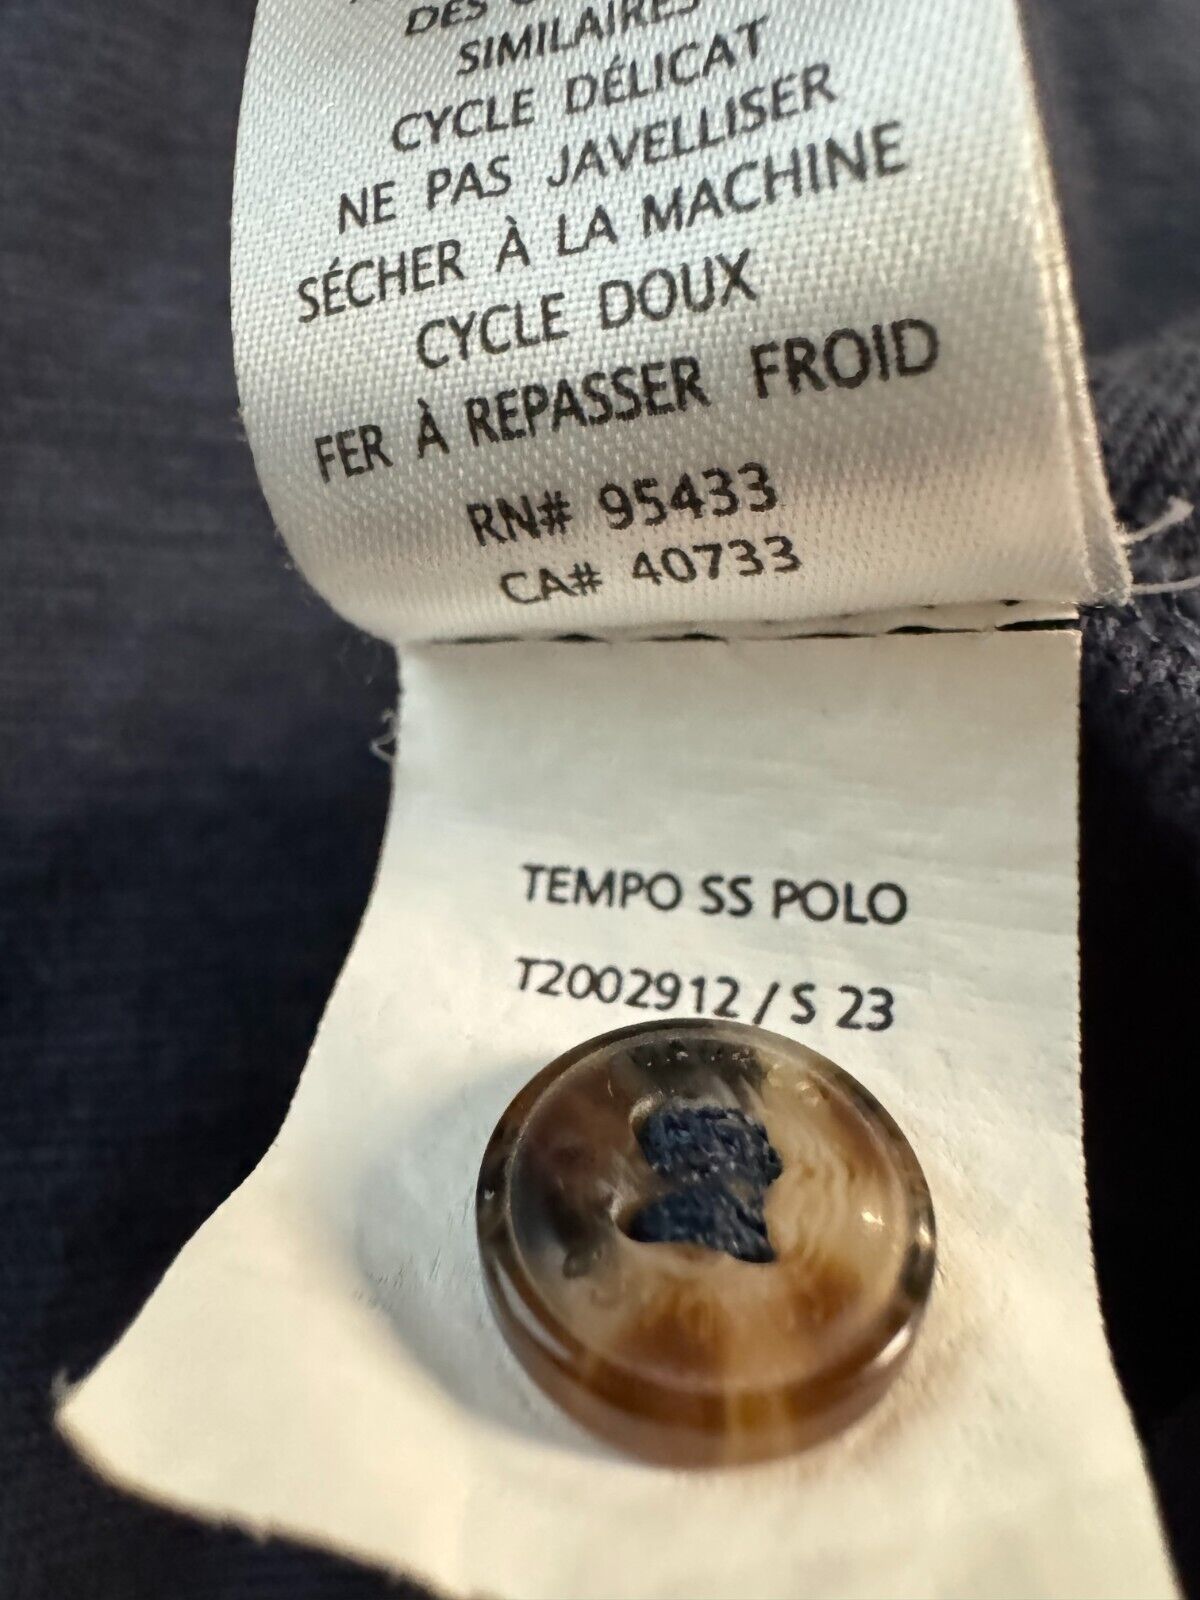 DES
SIMILAIRES
CYCLE DÉLICAT
NE PAS JAVELLISER
SÉCHER À LA MACHINE
CYCLE DOUX
FER À REPASSER FROID
RN# 95433
CA# 40733
TEMPO SS POLO
T2002912 / S 23